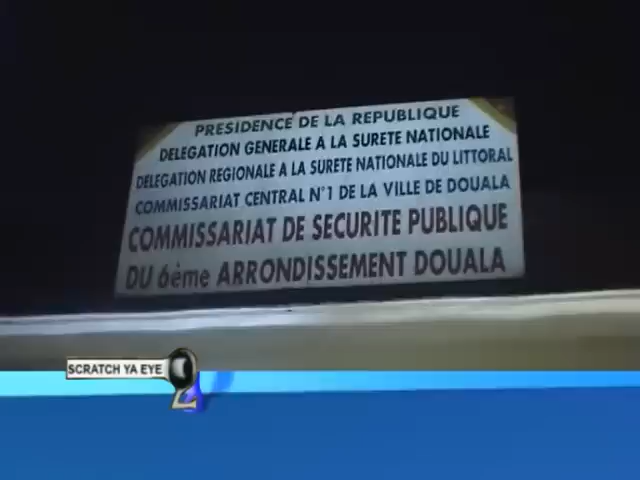 PRESIDENCE DE LA REPUBLIQUE
DELEGATION GENERALE A LA SURETE NATIONALE
DELEGATION REGIONALE A LA SURETE NATIONALE DU LITTORAL
COMMISSARIAT CENTRAL N°1 DE LA VILLE DE DOUALA
COMMISSARIAT DE SECURITE PUBLIQUE
DU 6ème ARRONDISSEMENT DOUALA
SCRATCH YA EYE
2